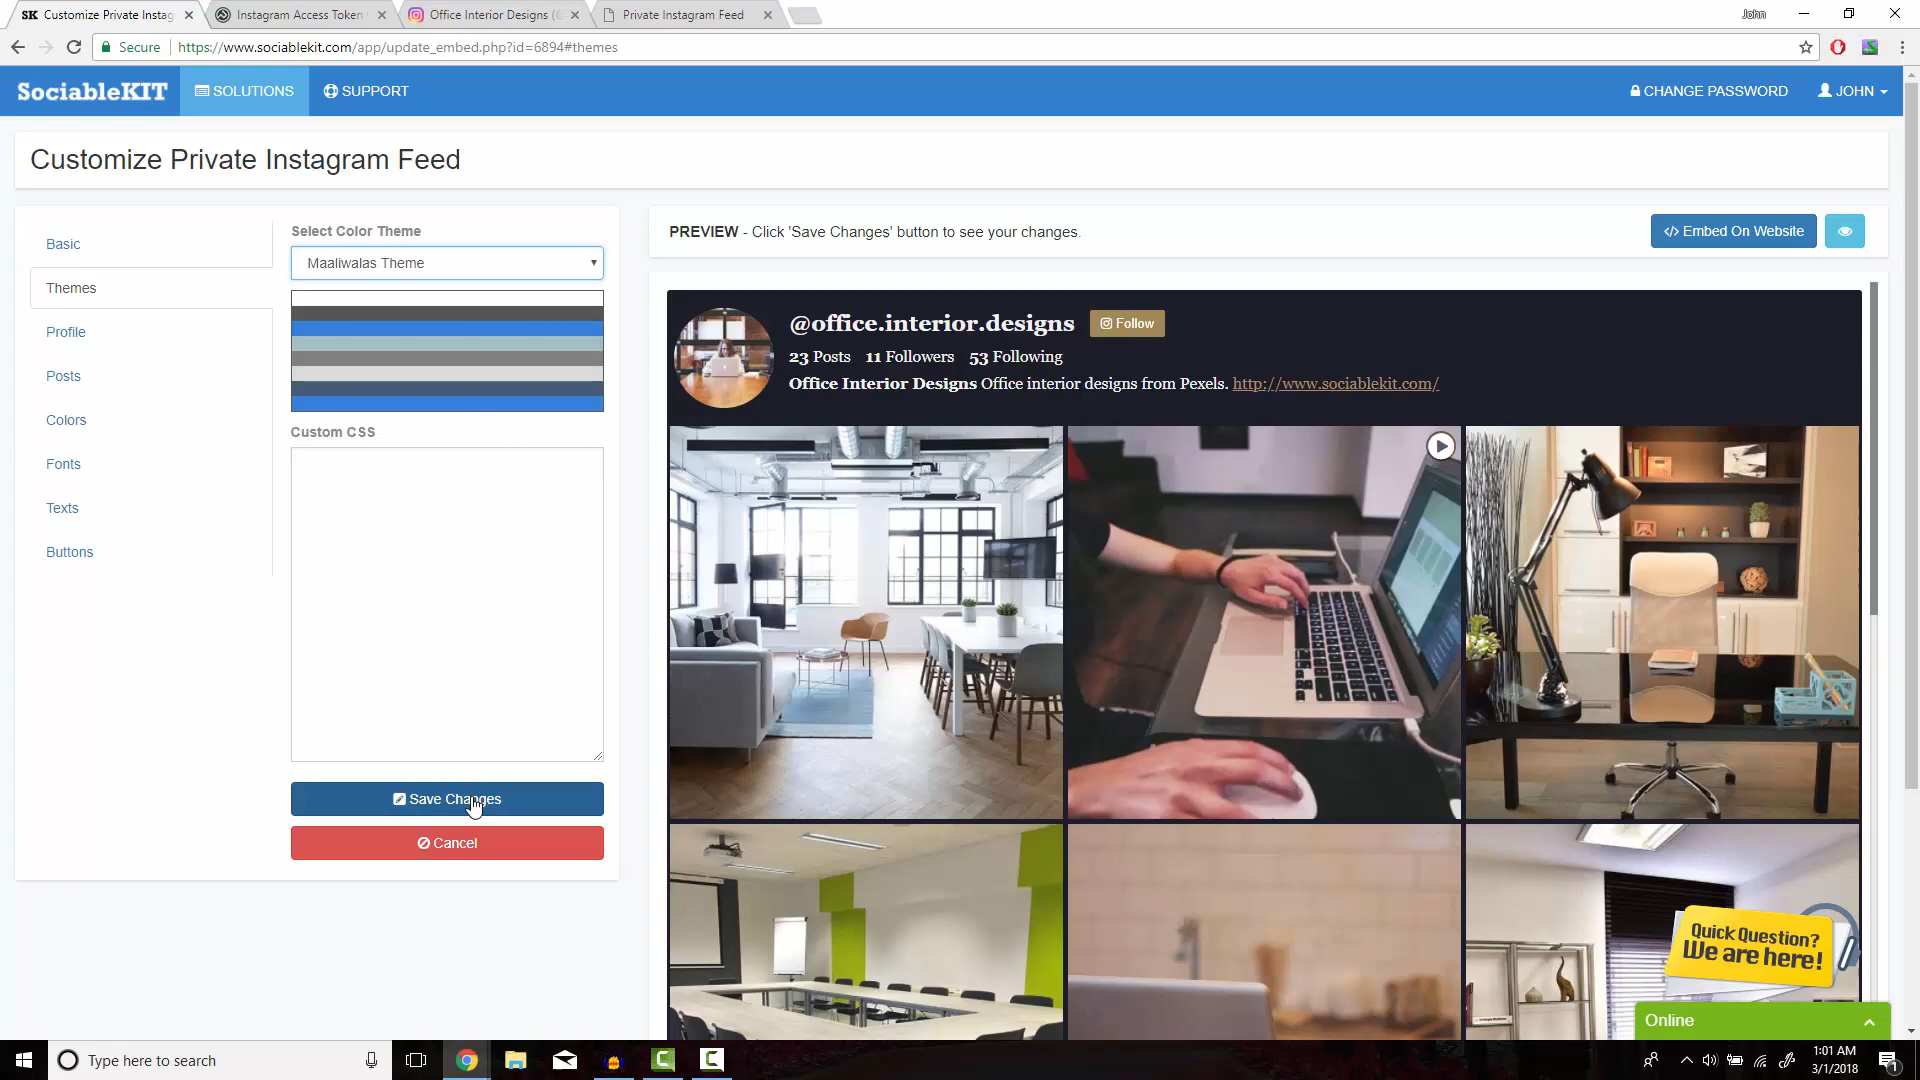 SK Customize Private Instag
Instagram Access Token
Office Interior Designs (@
Private Instagram Feed
John
Secure
https://www.sociablekit.com/app/update_embed.php?id=6894#themes
SociableKIT
SOLUTIONS
SUPPORT
CHANGE PASSWORD
JOHN
Customize Private Instagram Feed
Basic
Themes
Profile
Posts
Colors
Fonts
Texts
Buttons
Select Color Theme
Maaliwalas Theme
Custom CSS
Save Changes
Cancel
PREVIEW - Click 'Save Changes' button to see your changes.
</> Embed On Website
@office.interior.designs
Follow
23 Posts 11 Followers 53 Following
Office Interior Designs Office interior designs from Pexels. http://www.sociablekit.com/
Quick Question?
We are here!
Online
Type here to search
1:01 AM
3/1/2018
1